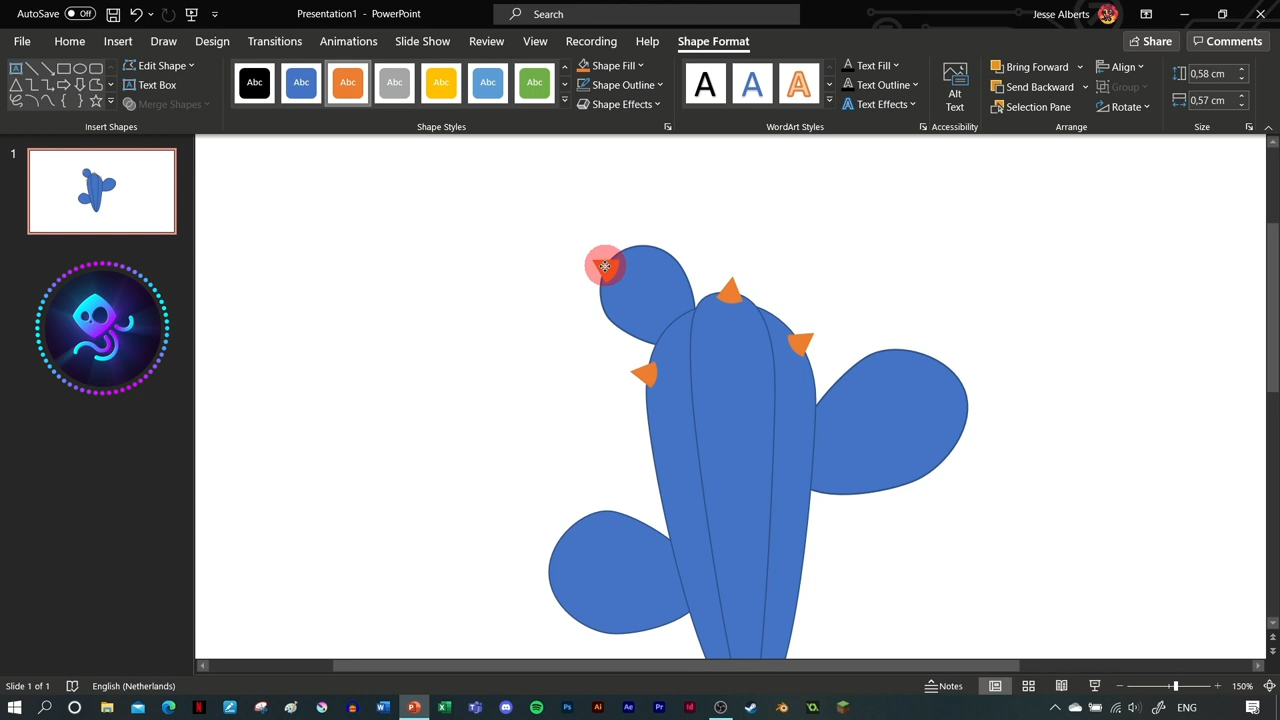 AutoSave Off Presentation1 - PowerPoint Search Jesse Alberts
File Home Insert Draw Design Transitions Animations Slide Show Review View Recording Help Shape Format Share Comments
Edit Shape
Text Box
Merge Shapes
Insert Shapes
Abc Abc Abc Abc Abc Abc Abc
Shape Fill
Shape Outline
Shape Effects
Shape Styles
A A A
Text Fill
Text Outline
Text Effects
WordArt Styles
Alt
Text
Accessibility
Bring Forward
Send Backward
Selection Pane
Align
Group
Rotate
Arrange
0,58 cm
0,57 cm
Size
1
Slide 1 of 1 English (Netherlands) Notes 150%
ENG